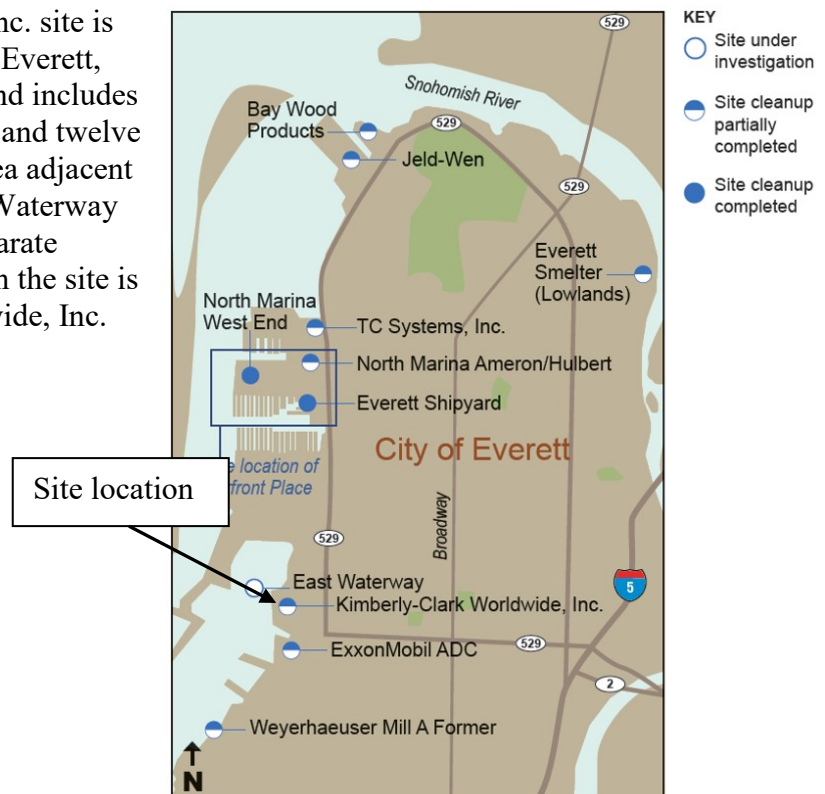 nc. site is
Everett,
nd includes
and twelve
ea adjacent
Waterway
arate
n the site is
vide, Inc.
KEY
Site under
investigation
Site cleanup
partially
completed
Site cleanup
completed
529
Snohomish River
Bay Wood
Products
529
Jeld-Wen
529
Everett
Smelter
(Lowlands)
North Marina
West End
TC Systems, Inc.
North Marina Ameron/Hulbert
Everett Shipyard
City of Everett
location of
Place
Site location
Broadway
529
East Waterway
5
Kimberly-Clark Worldwide, Inc.
529
ExxonMobil ADC
2
Weyerhaeuser Mill A Former
N